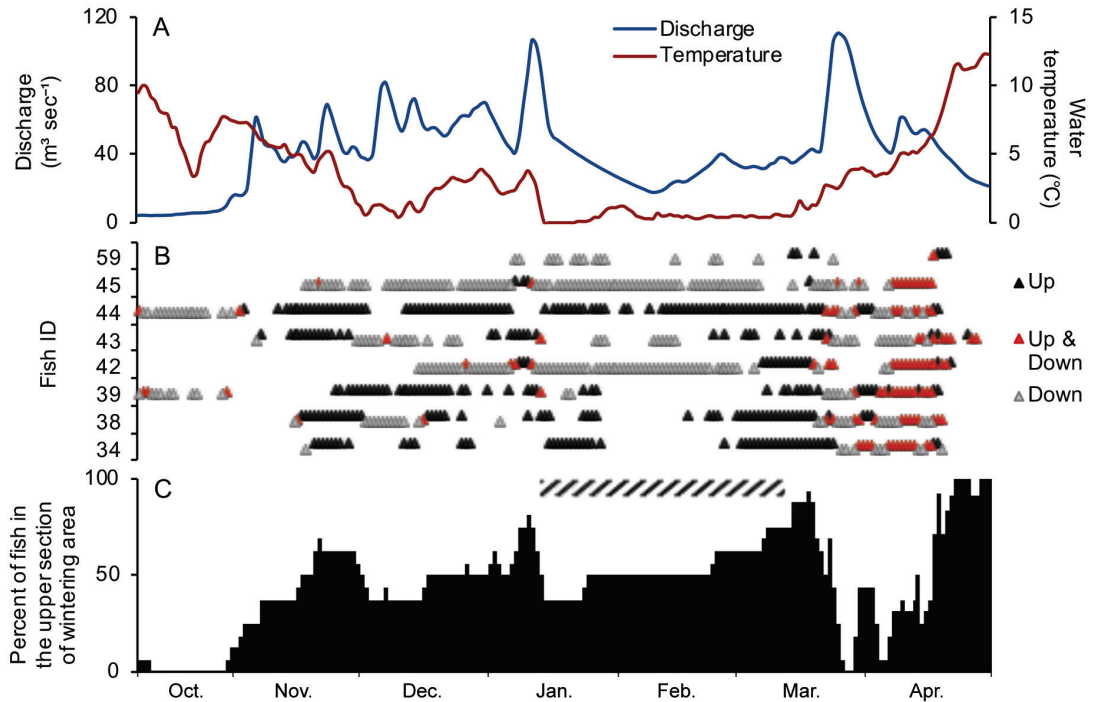 A
Discharge
Temperature
Discharge
(m³ sec⁻¹)
120
80
40
0
15
10
5
0
Water
temperature (°C)
B
Fish ID
59
45
44
43
42
39
38
34
Up
Up &
Down
Down
C
Percent of fish in
the upper section
of wintering area
100
50
0
Oct.
Nov.
Dec.
Jan.
Feb.
Mar.
Apr.